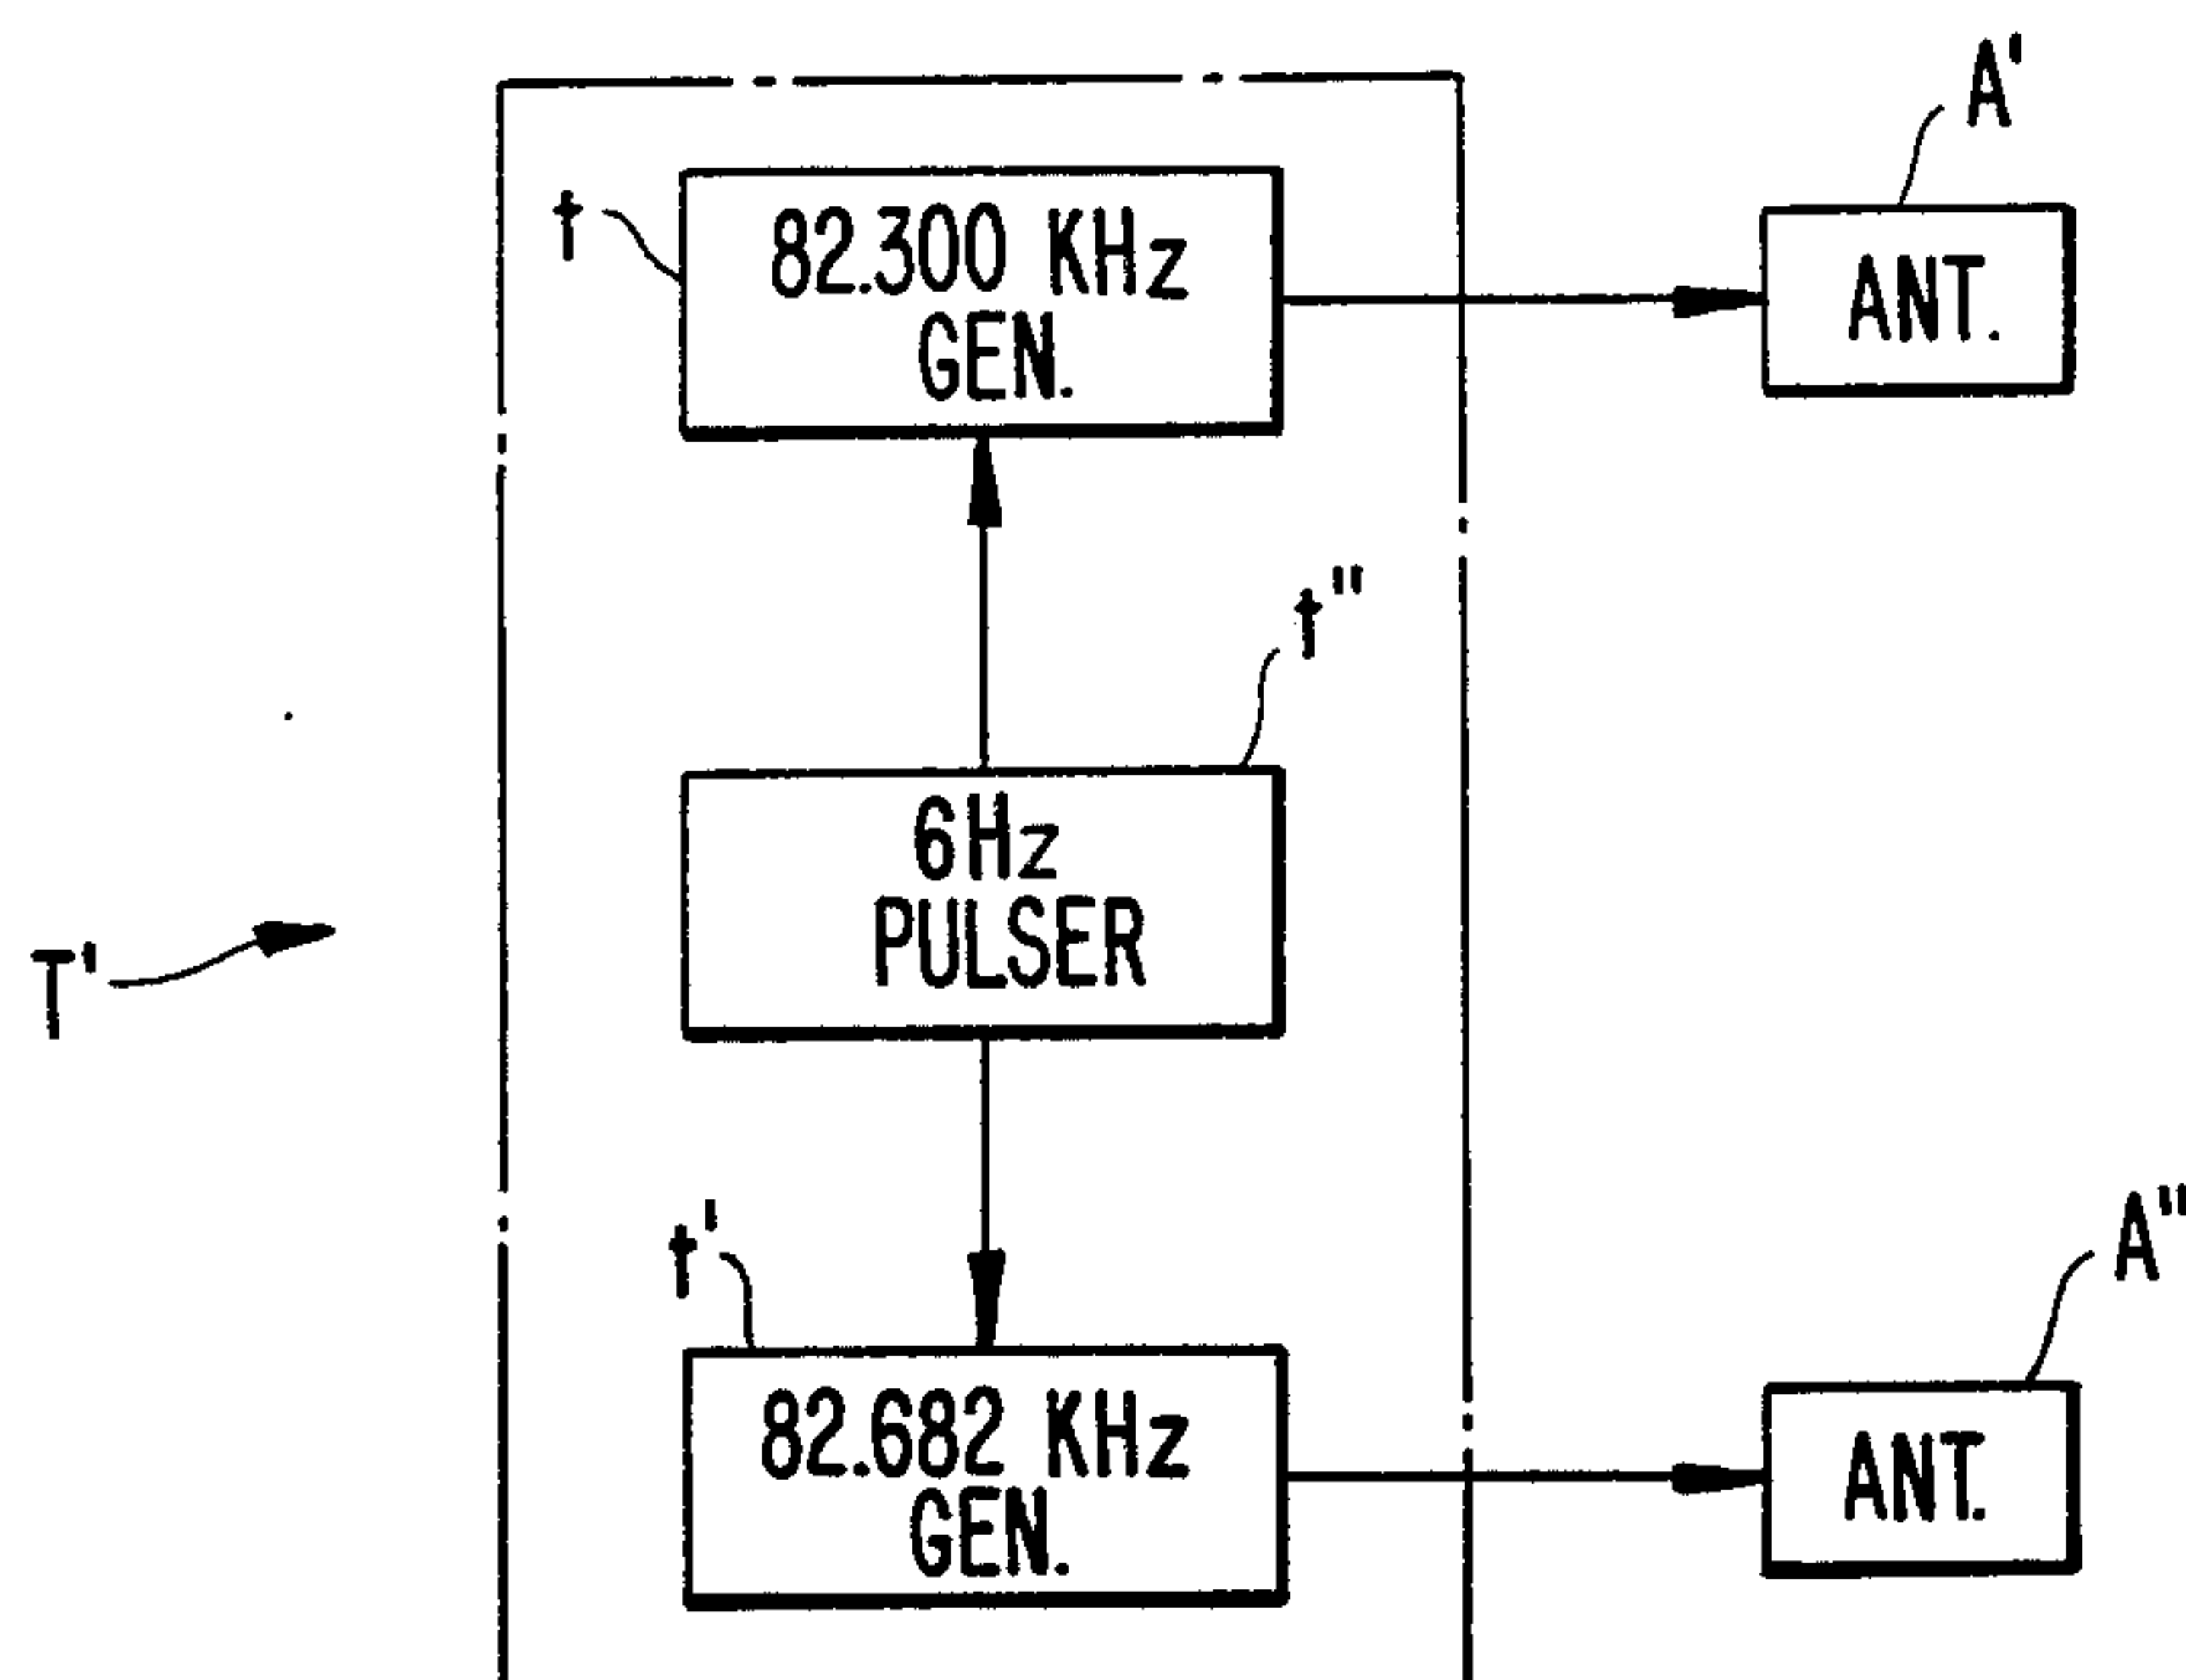 A'
t
82.300 KHz
GEN.
ANT.
t"
6Hz
PULSER
T'
t'
A"
82.682 KHz
GEN.
ANT.